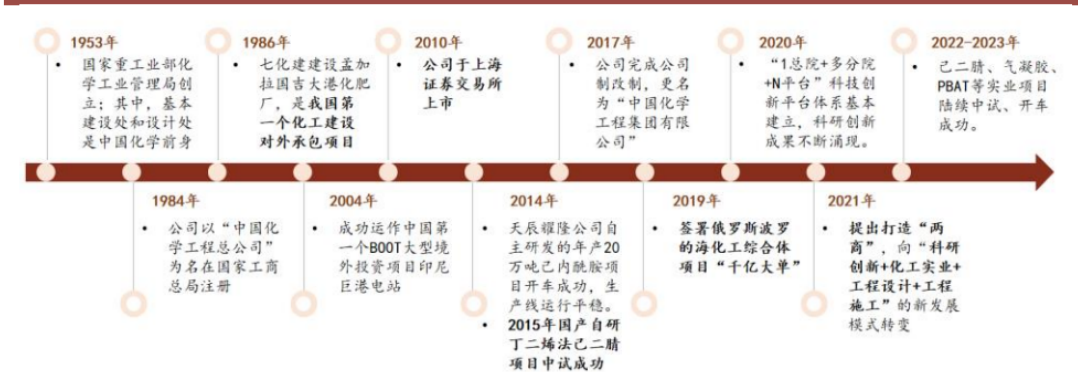 1953年
国家重工业部化
学工业管理局创
立；其中，基本
建设处和设计处
是中国化学前身
1986年
七化建建设孟加
拉国吉大港化肥
厂，是我国第
一个化工建设
对外承包项目
2010年
公司于上海
证券交易所
上市
2017年
公司完成公司
制改制，更名
为“中国化学
工程集团有限
公司”
2020年
“1总院+多分院
+N平台”科技创
新平台体系基本
建立，科研创新
成果不断涌现。
2022-2023年
己二腈、气凝胶、
PBAT等实业项目
陆续中试、开车
成功。
1984年
公司以“中国化
学工程总公司”
为名在国家工商
总局注册
2004年
成功运作中国第
一个BOOT大型境
外投资项目印尼
巨港电站
2014年
天辰耀隆公司自
主研发的年产20
万吨己内酰胺项
目开车成功，生
产线运行平稳。
2015年国产自研
丁二烯法己二腈
项目中试成功
2019年
签署俄罗斯波罗
的海化工综合体
项目“千亿大单”
2021年
提出打造“两
商”，向“科研
创新+化工实业+
工程设计+工程
施工”的新发展
模式转变